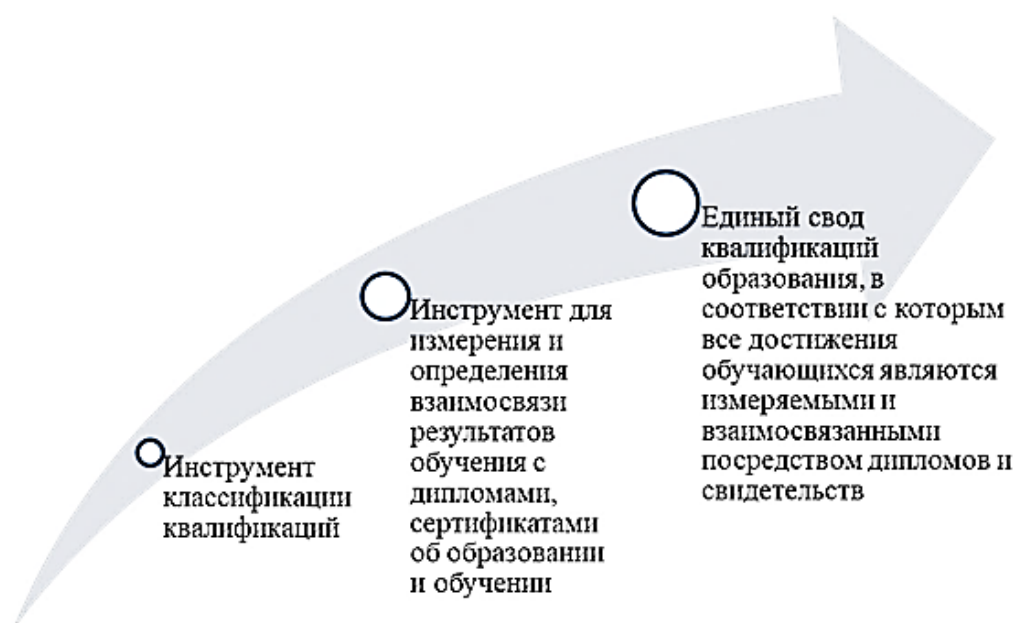 Инструмент
классификации
квалификаций
Инструмент для
измерения и
определения
взаимосвязи
результатов
обучения с
дипломами,
сертификатами
об образовании
и обучении
Единый свод
квалификаций
образования, в
соответствии с которым
все достижения
обучающихся являются
измеряемыми и
взаимосвязанными
посредством дипломов и
свидетельств